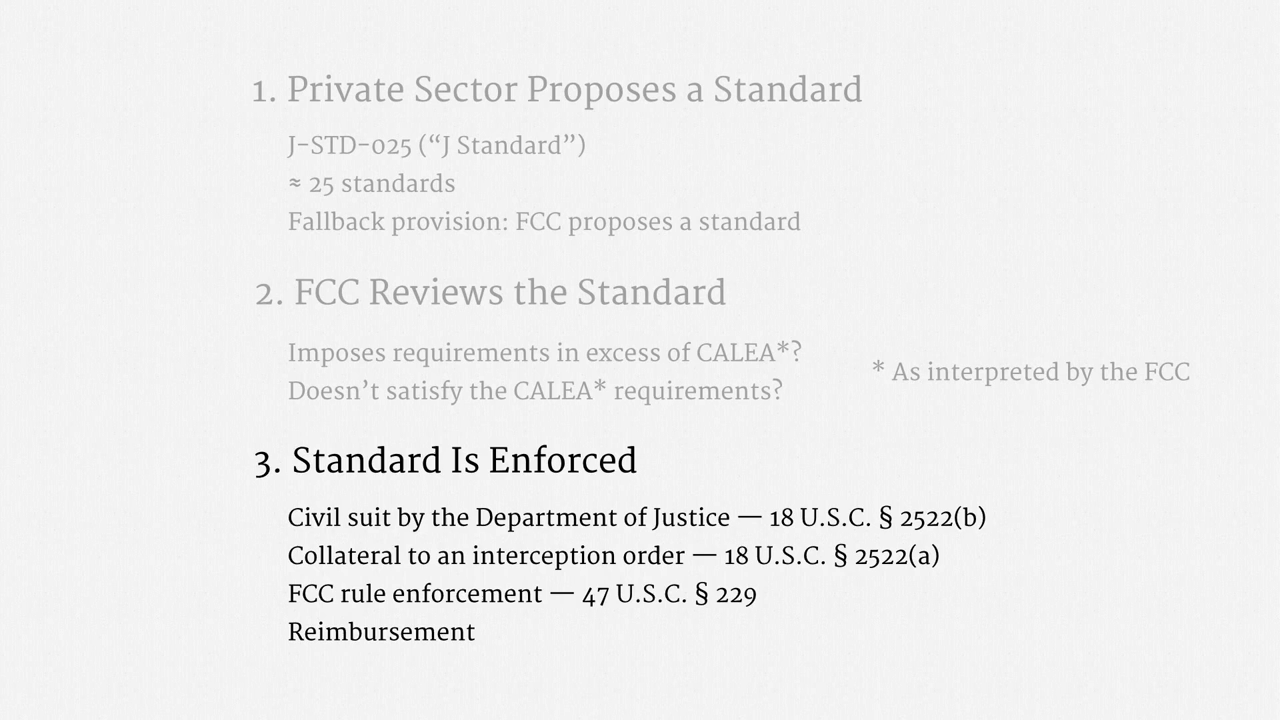 1. Private Sector Proposes a Standard
J-STD-025 (“J Standard”)
≈ 25 standards
Fallback provision: FCC proposes a standard
2. FCC Reviews the Standard
Imposes requirements in excess of CALEA*?
Doesn’t satisfy the CALEA* requirements?
* As interpreted by the FCC
3. Standard Is Enforced
Civil suit by the Department of Justice — 18 U.S.C. § 2522(b)
Collateral to an interception order — 18 U.S.C. § 2522(a)
FCC rule enforcement — 47 U.S.C. § 229
Reimbursement